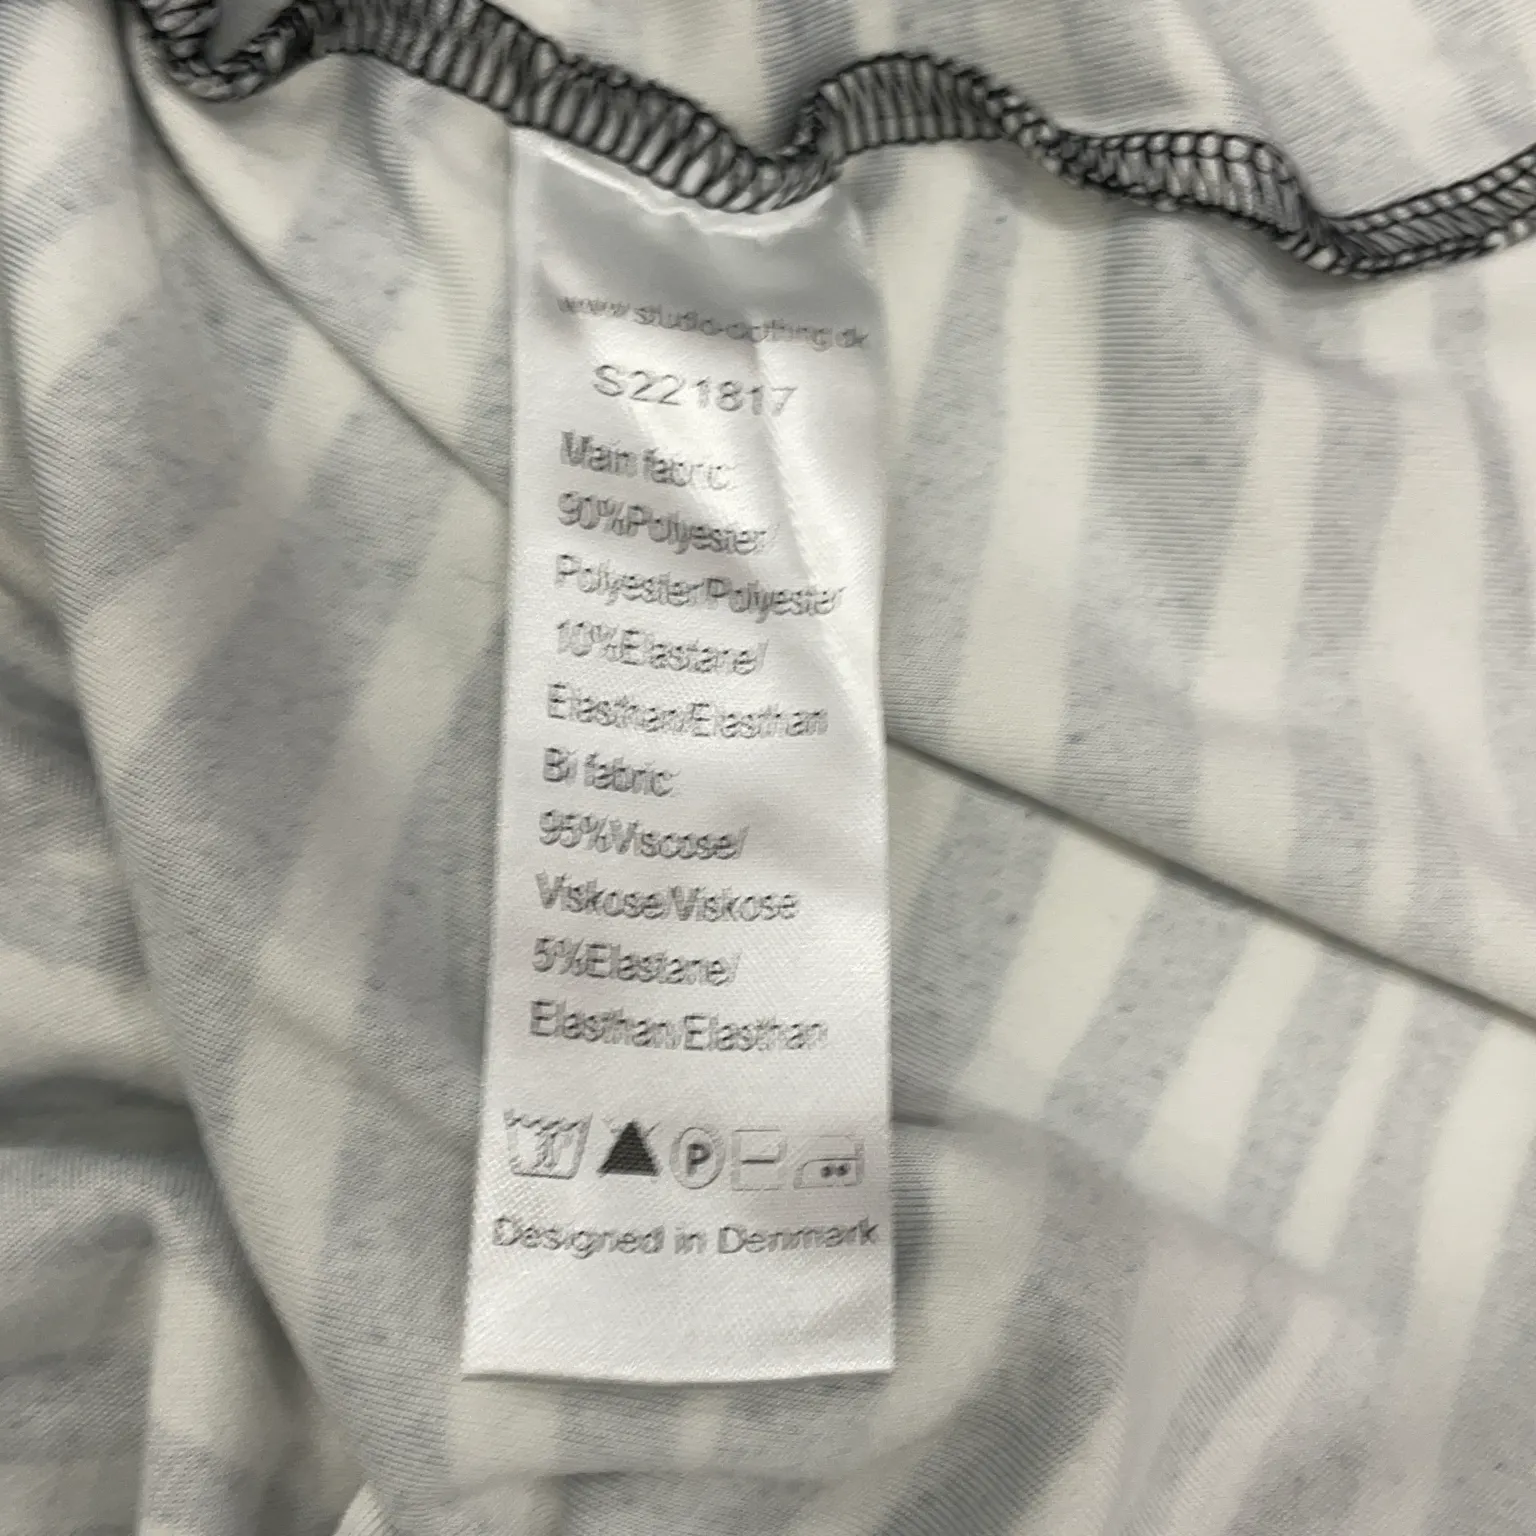 www.studio-clothing.dk
S221817
Main fabric:
90%Polyester/
Polyester/Polyester
10%Elastane/
Elasthan/Elasthan
Bi fabric:
95%Viscose/
Viskose/Viskose
5%Elastane/
Elasthan/Elasthan
30 P
Designed in Denmark